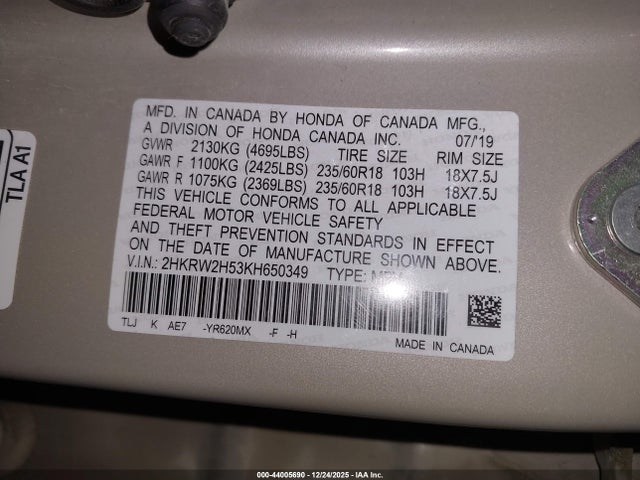 MFD. IN CANADA BY HONDA OF CANADA MFG.,
A DIVISION OF HONDA CANADA INC. 07/19
GVWR 2130KG (4695LBS) TIRE SIZE RIM SIZE
GAWR F 1100KG (2425LBS) 235/60R18 103H 18X7.5J
GAWR R 1075KG (2369LBS) 235/60R18 103H 18X7.5J
THIS VEHICLE CONFORMS TO ALL APPLICABLE
FEDERAL MOTOR VEHICLE SAFETY
AND THEFT PREVENTION STANDARDS IN EFFECT
ON THE DATE OF MANUFACTURE SHOWN ABOVE.
V.I.N.: 2HKRW2H53KH650349 TYPE: MPV
TLJ K AE7 -YR620MX -F -H
MADE IN CANADA
TLA A1
000-44005690 - 12/24/2025 - IAA Inc.